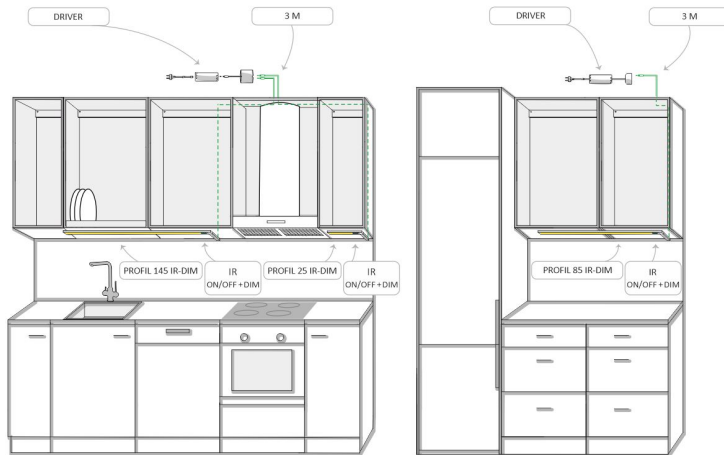 DRIVER
3 M
PROFIL 145 IR-DIM
IR
ON/OFF+DIM
PROFIL 25 IR-DIM
IR
ON/OFF+DIM
DRIVER
3 M
PROFIL 85 IR-DIM
IR
ON/OFF+DIM